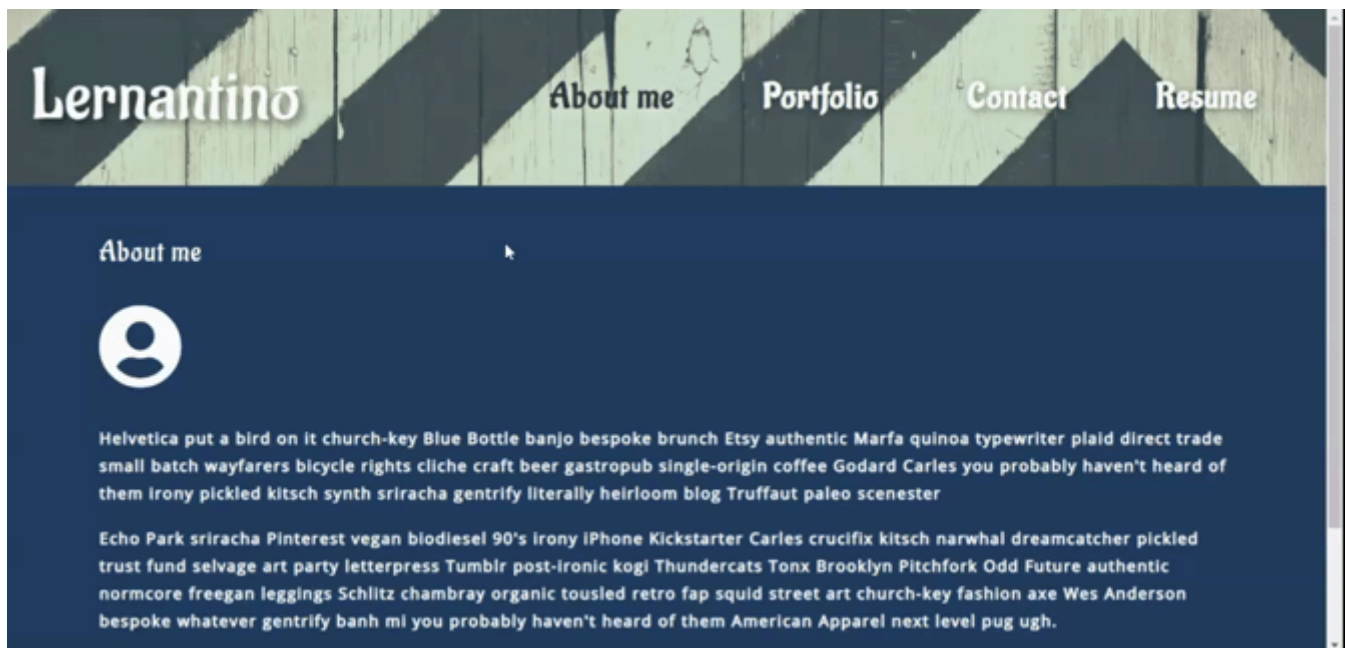 Lernantino
About me Portfolio Contact Resume
About me
Helvetica put a bird on it church-key Blue Bottle banjo bespoke brunch Etsy authentic Marfa quinoa typewriter plaid direct trade
small batch wayfarers bicycle rights cliche craft beer gastropub single-origin coffee Godard Carles you probably haven't heard of
them irony pickled kitsch synth sriracha gentrify literally heirloom blog Truffaut paleo scenester
Echo Park sriracha Pinterest vegan biodiesel 90's irony iPhone Kickstarter Carles crucifix kitsch narwhal dreamcatcher pickled
trust fund selvage art party letterpress Tumblr post-ironic kogi Thundercats Tonx Brooklyn Pitchfork Odd Future authentic
normcore freegan leggings Schlitz chambray organic tousled retro fap squid street art church-key fashion axe Wes Anderson
bespoke whatever gentrify banh mi you probably haven't heard of them American Apparel next level pug ugh.